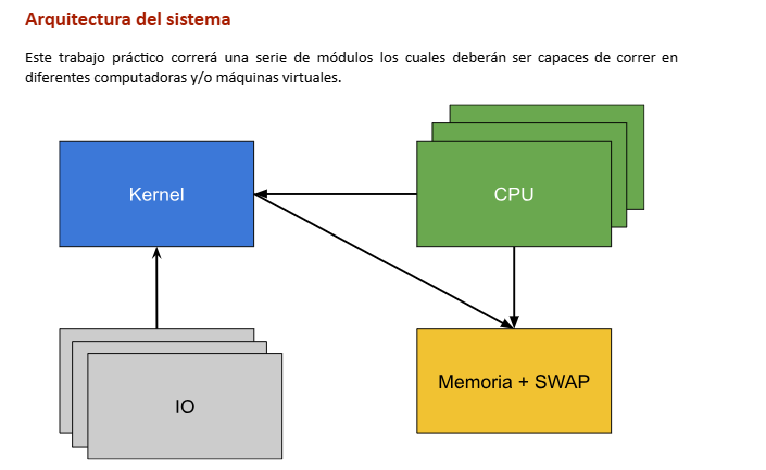 Arquitectura del sistema
Este trabajo práctico correrá una serie de módulos los cuales deberán ser capaces de correr en
diferentes computadoras y/o máquinas virtuales.
Kernel
CPU
IO
Memoria + SWAP